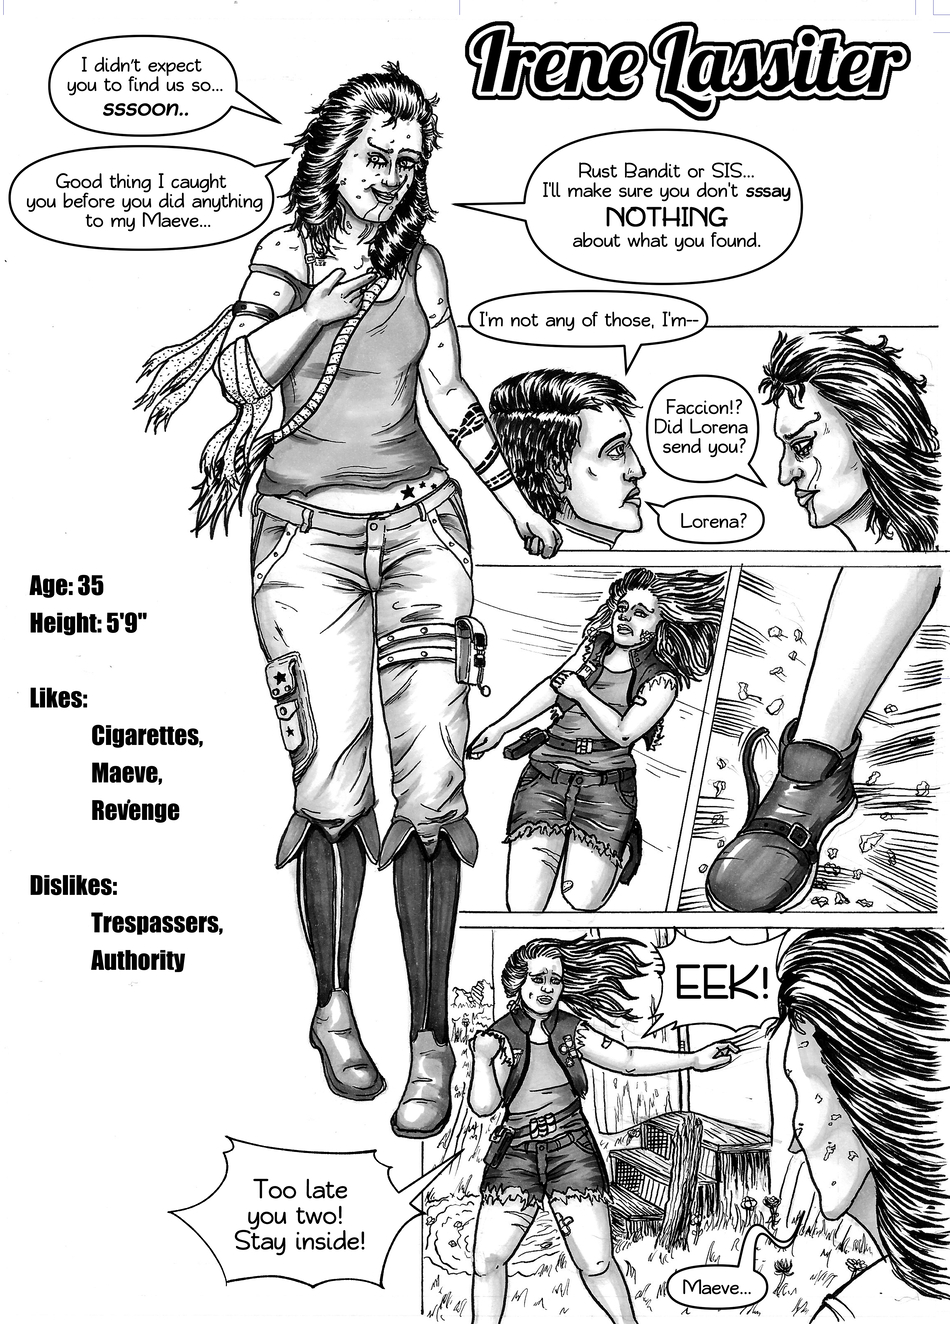 Irene Lassiter
I didn't expect
you to find us so...
sssoon..
Good thing I caught
you before you did anything
to my Maeve...
Rust Bandit or SIS...
I'll make sure you don't sssay
NOTHING
about what you found.
I'm not any of those, I'm--
Faccion!?
Did Lorena
send you?
Lorena?
Age: 35
Height: 5'9"
Likes:
Cigarettes,
Maeve,
Revenge
Dislikes:
Trespassers,
Authority
EEK!
Too late
you two!
Stay inside!
Maeve...